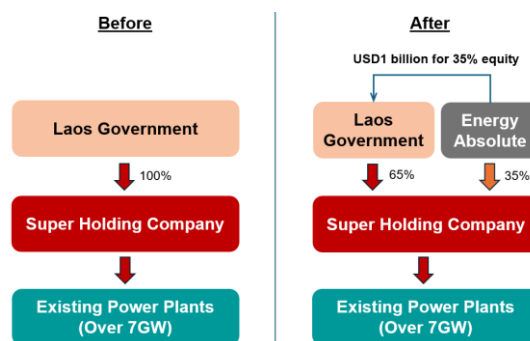 Before
Laos Government
100%
Super Holding Company
Existing Power Plants
(Over 7GW)
After
USD1 billion for 35% equity
Laos
Government
Energy
Absolute
65%
35%
Super Holding Company
Existing Power Plants
(Over 7GW)